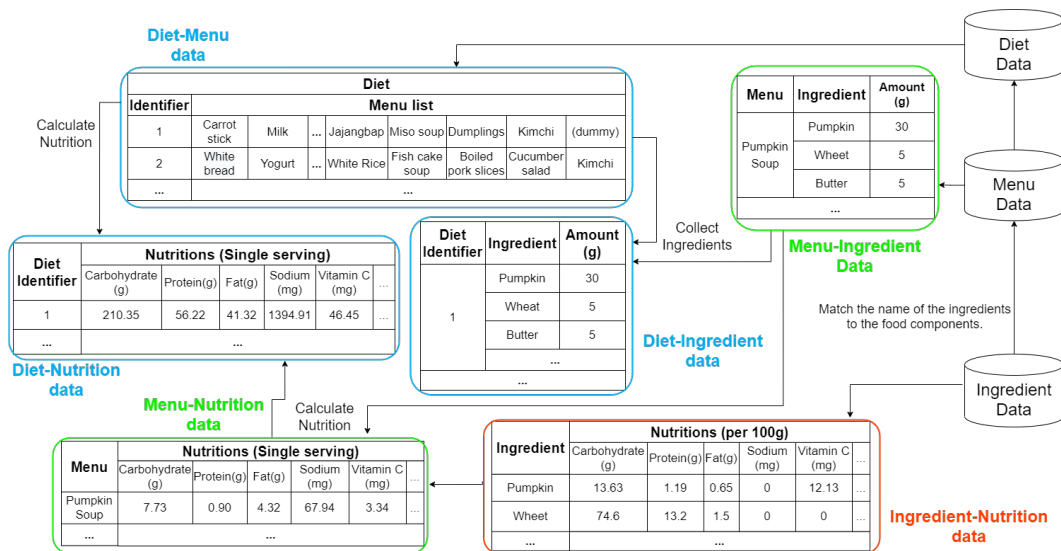 Diet-Menu
data
Diet
Data
Diet
Identifier Menu list
1 Carrot stick Milk ... Jajangbap Miso soup Dumplings Kimchi (dummy)
2 White bread Yogurt ... White Rice Fish cake soup Boiled pork slices Cucumber salad Kimchi
... ...
Calculate
Nutrition
Menu Ingredient Amount (g)
Pumpkin Soup Pumpkin 30
Wheet 5
Butter 5
...
Menu
Data
Menu-Ingredient
Data
Collect
Ingredients
Diet Identifier Ingredient Amount (g)
1 Pumpkin 30
Wheat 5
Butter 5
...
...
Diet-Ingredient
data
Diet Identifier Nutritions (Single serving)
Carbohydrate (g) Protein(g) Fat(g) Sodium (mg) Vitamin C (mg) ...
1 210.35 56.22 41.32 1394.91 46.45 ...
... ...
Diet-Nutrition
data
Match the name of the ingredients
to the food components.
Ingredient
Data
Menu-Nutrition
data
Calculate
Nutrition
Menu Nutritions (Single serving)
Carbohydrate (g) Protein(g) Fat(g) Sodium (mg) Vitamin C (mg) ...
Pumpkin Soup 7.73 0.90 4.32 67.94 3.34 ...
... ...
Ingredient Nutritions (per 100g)
Carbohydrate (g) Protein(g) Fat(g) Sodium (mg) Vitamin C (mg) ...
Pumpkin 13.63 1.19 0.65 0 12.13 ...
Wheet 74.6 13.2 1.5 0 0 ...
... ...
Ingredient-Nutrition
data